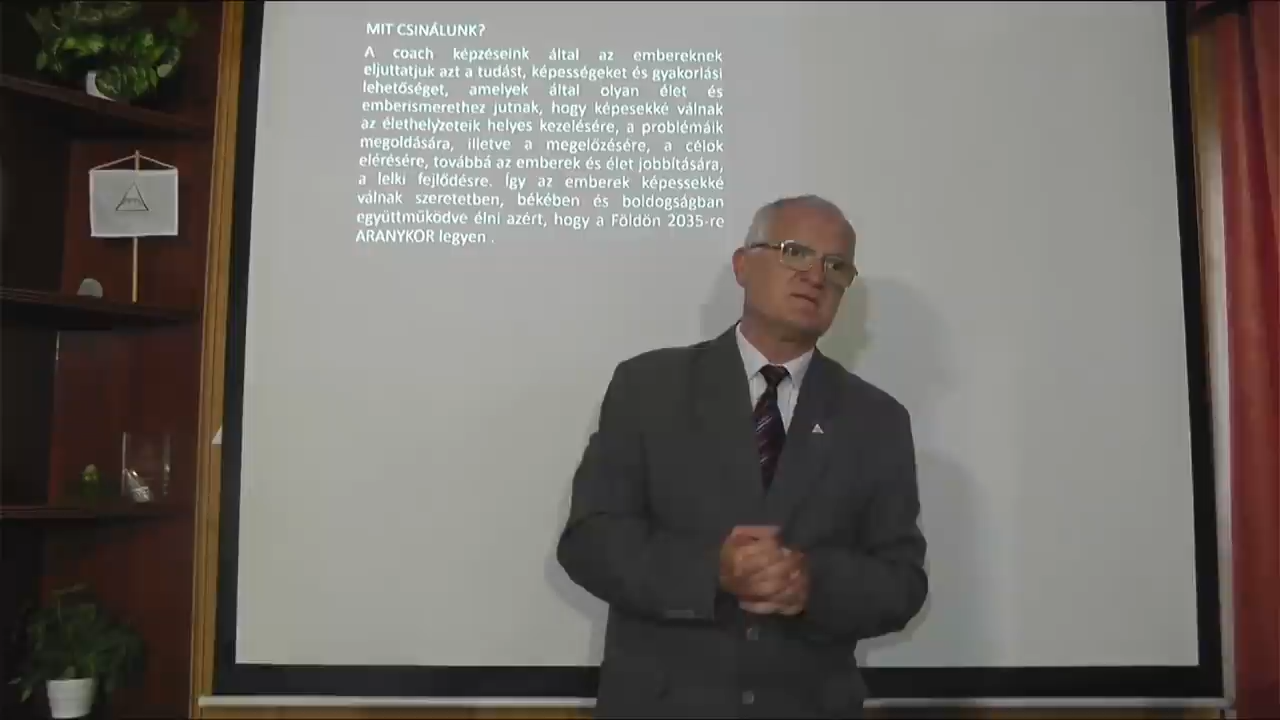 MIT CSINÁLUNK?
A coach képzéseink által az embereknek
eljuttatjuk azt a tudást, képességeket és gyakorlási
lehetőséget, amelyek által olyan élet és
emberismerethez jutnak, hogy képesekké válnak
az élethelyzeteik helyes kezelésére, a problémáik
megoldására, illetve a megelőzésére, a célok
elérésére, továbbá az emberek és élet jobbítására,
a lelki fejlődésre. Így az emberek képessekké
válnak szeretetben, békében és boldogságban
együttműködve élni azért, hogy a Földön 2035-re
ARANYKOR legyen .